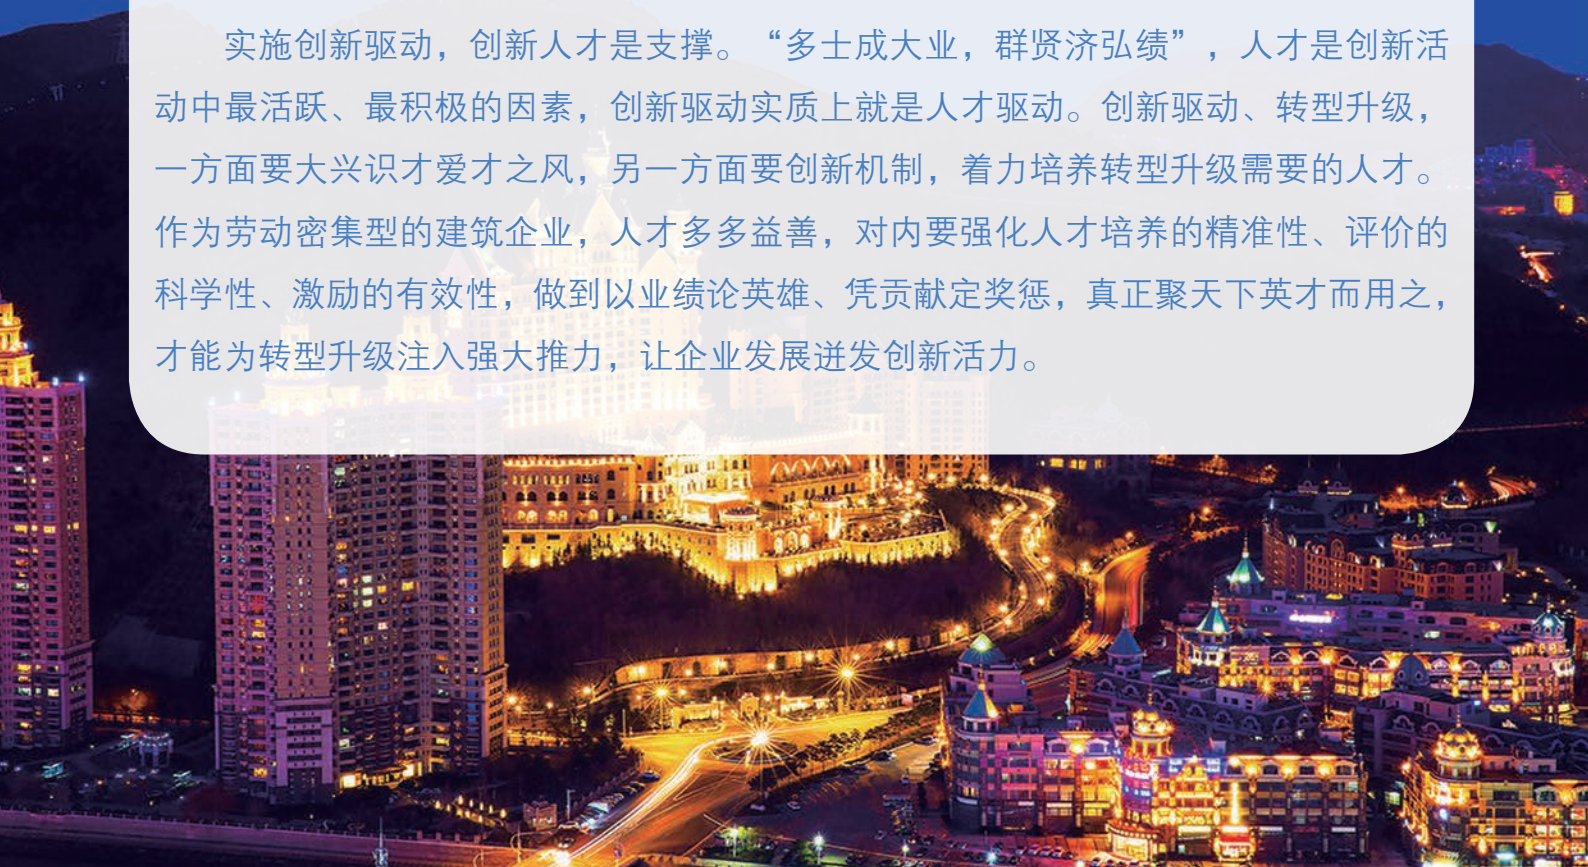 实施创新驱动，创新人才是支撑。“多士成大业，群贤济弘绩”，人才是创新活
动中最活跃、最积极的因素，创新驱动实质上就是人才驱动。创新驱动、转型升级，
一方面要大兴识才爱才之风，另一方面要创新机制，着力培养转型升级需要的人才。
作为劳动密集型的建筑企业，人才多多益善，对内要强化人才培养的精准性、评价的
科学性、激励的有效性，做到以业绩论英雄、凭贡献定奖惩，真正聚天下英才而用之，
才能为转型升级注入强大推力，让企业发展迸发创新活力。